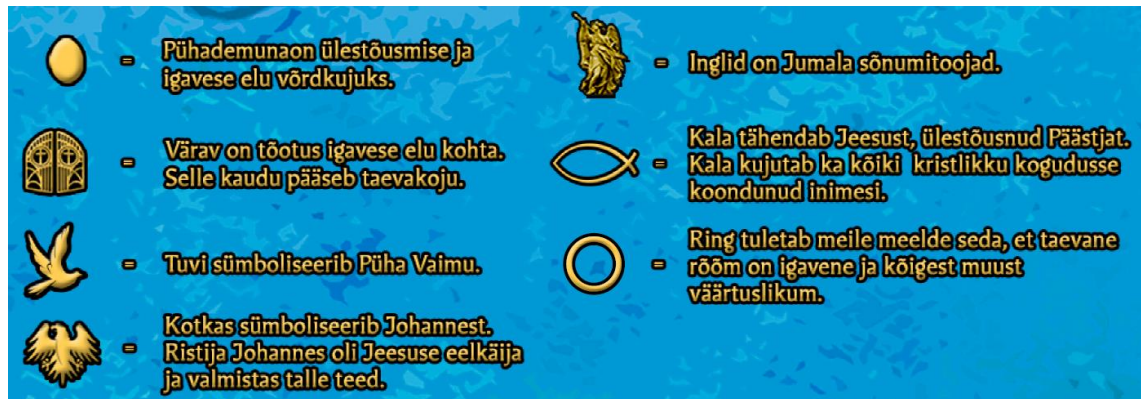 = Pühademunaon ülestõusmise ja
igavese elu võrdkujuks.
= Värav on tõotus igavese elu kohta.
Selle kaudu pääseb taevakoju.
= Tuvi sümboliseerib Püha Vaimu.
= Kotkas sümboliseerib Johannest.
Ristija Johannes oli Jeesuse eelkäija
ja valmistas talle teed.
= Inglid on Jumala sõnumitoojad.
= Kala tähendab Jeesust, ülestõusnud Päästjat.
Kala kujutab ka kõiki kristlikku kogudusse
koondunud inimesi.
= Ring tuletab meile meelde seda, et taevane
rõõm on igavene ja kõigest muust
väärtuslikum.